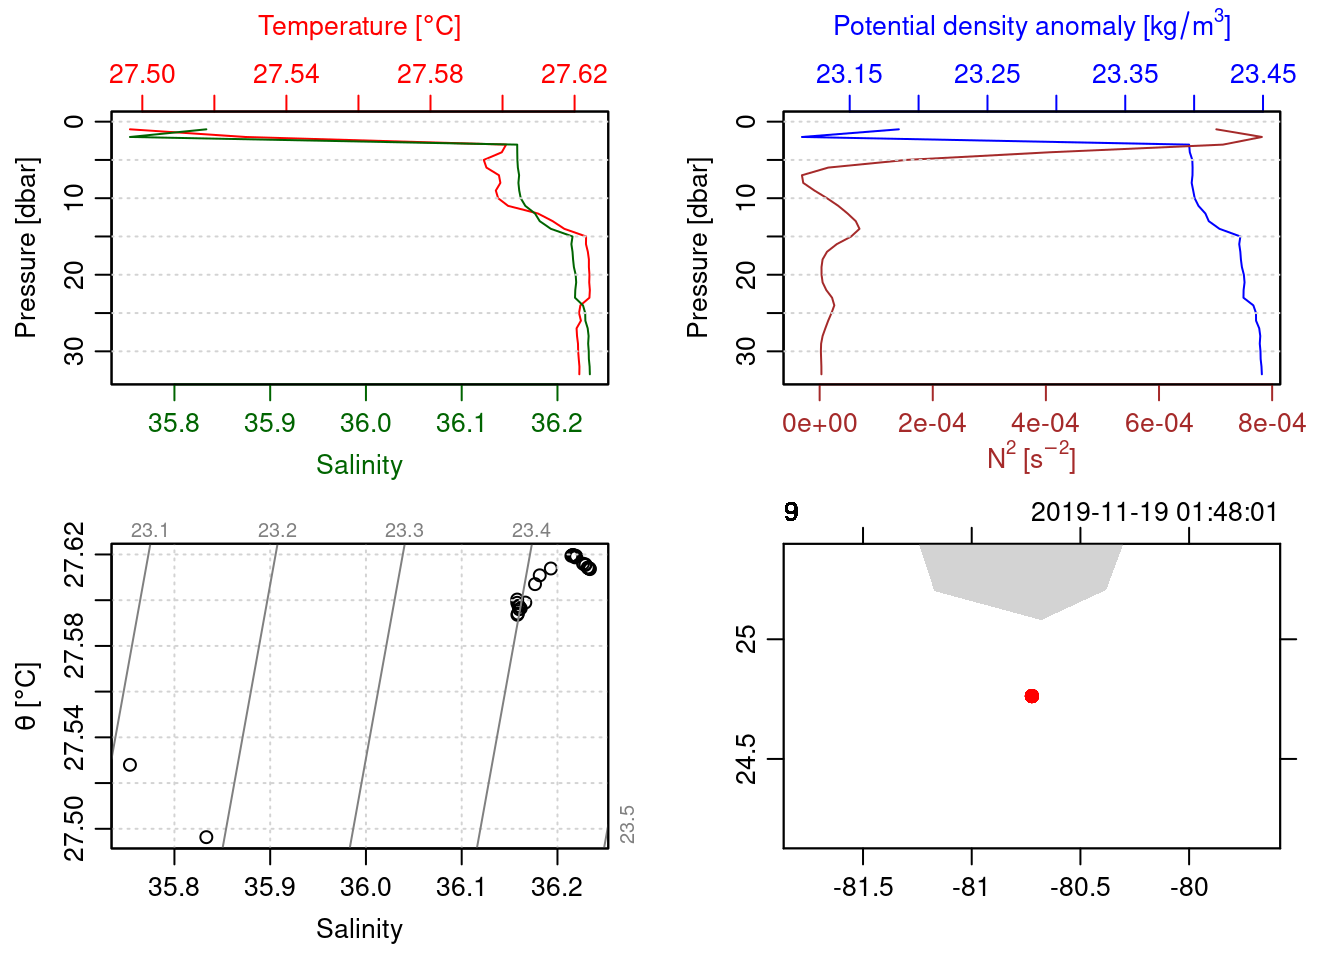 Temperature [°C]
27.50 27.54 27.58 27.62
Pressure [dbar]
0 10 20 30
35.8 35.9 36.0 36.1 36.2
Salinity
Potential density anomaly [kg/m³]
23.15 23.25 23.35 23.45
Pressure [dbar]
0 10 20 30
0e+00 2e-04 4e-04 6e-04 8e-04
N² [s⁻²]
23.1 23.2 23.3 23.4
23.5
θ [°C]
27.50 27.54 27.58 27.62
35.8 35.9 36.0 36.1 36.2
Salinity
2019-11-19 01:48:01
25
24.5
-81.5 -81 -80.5 -80